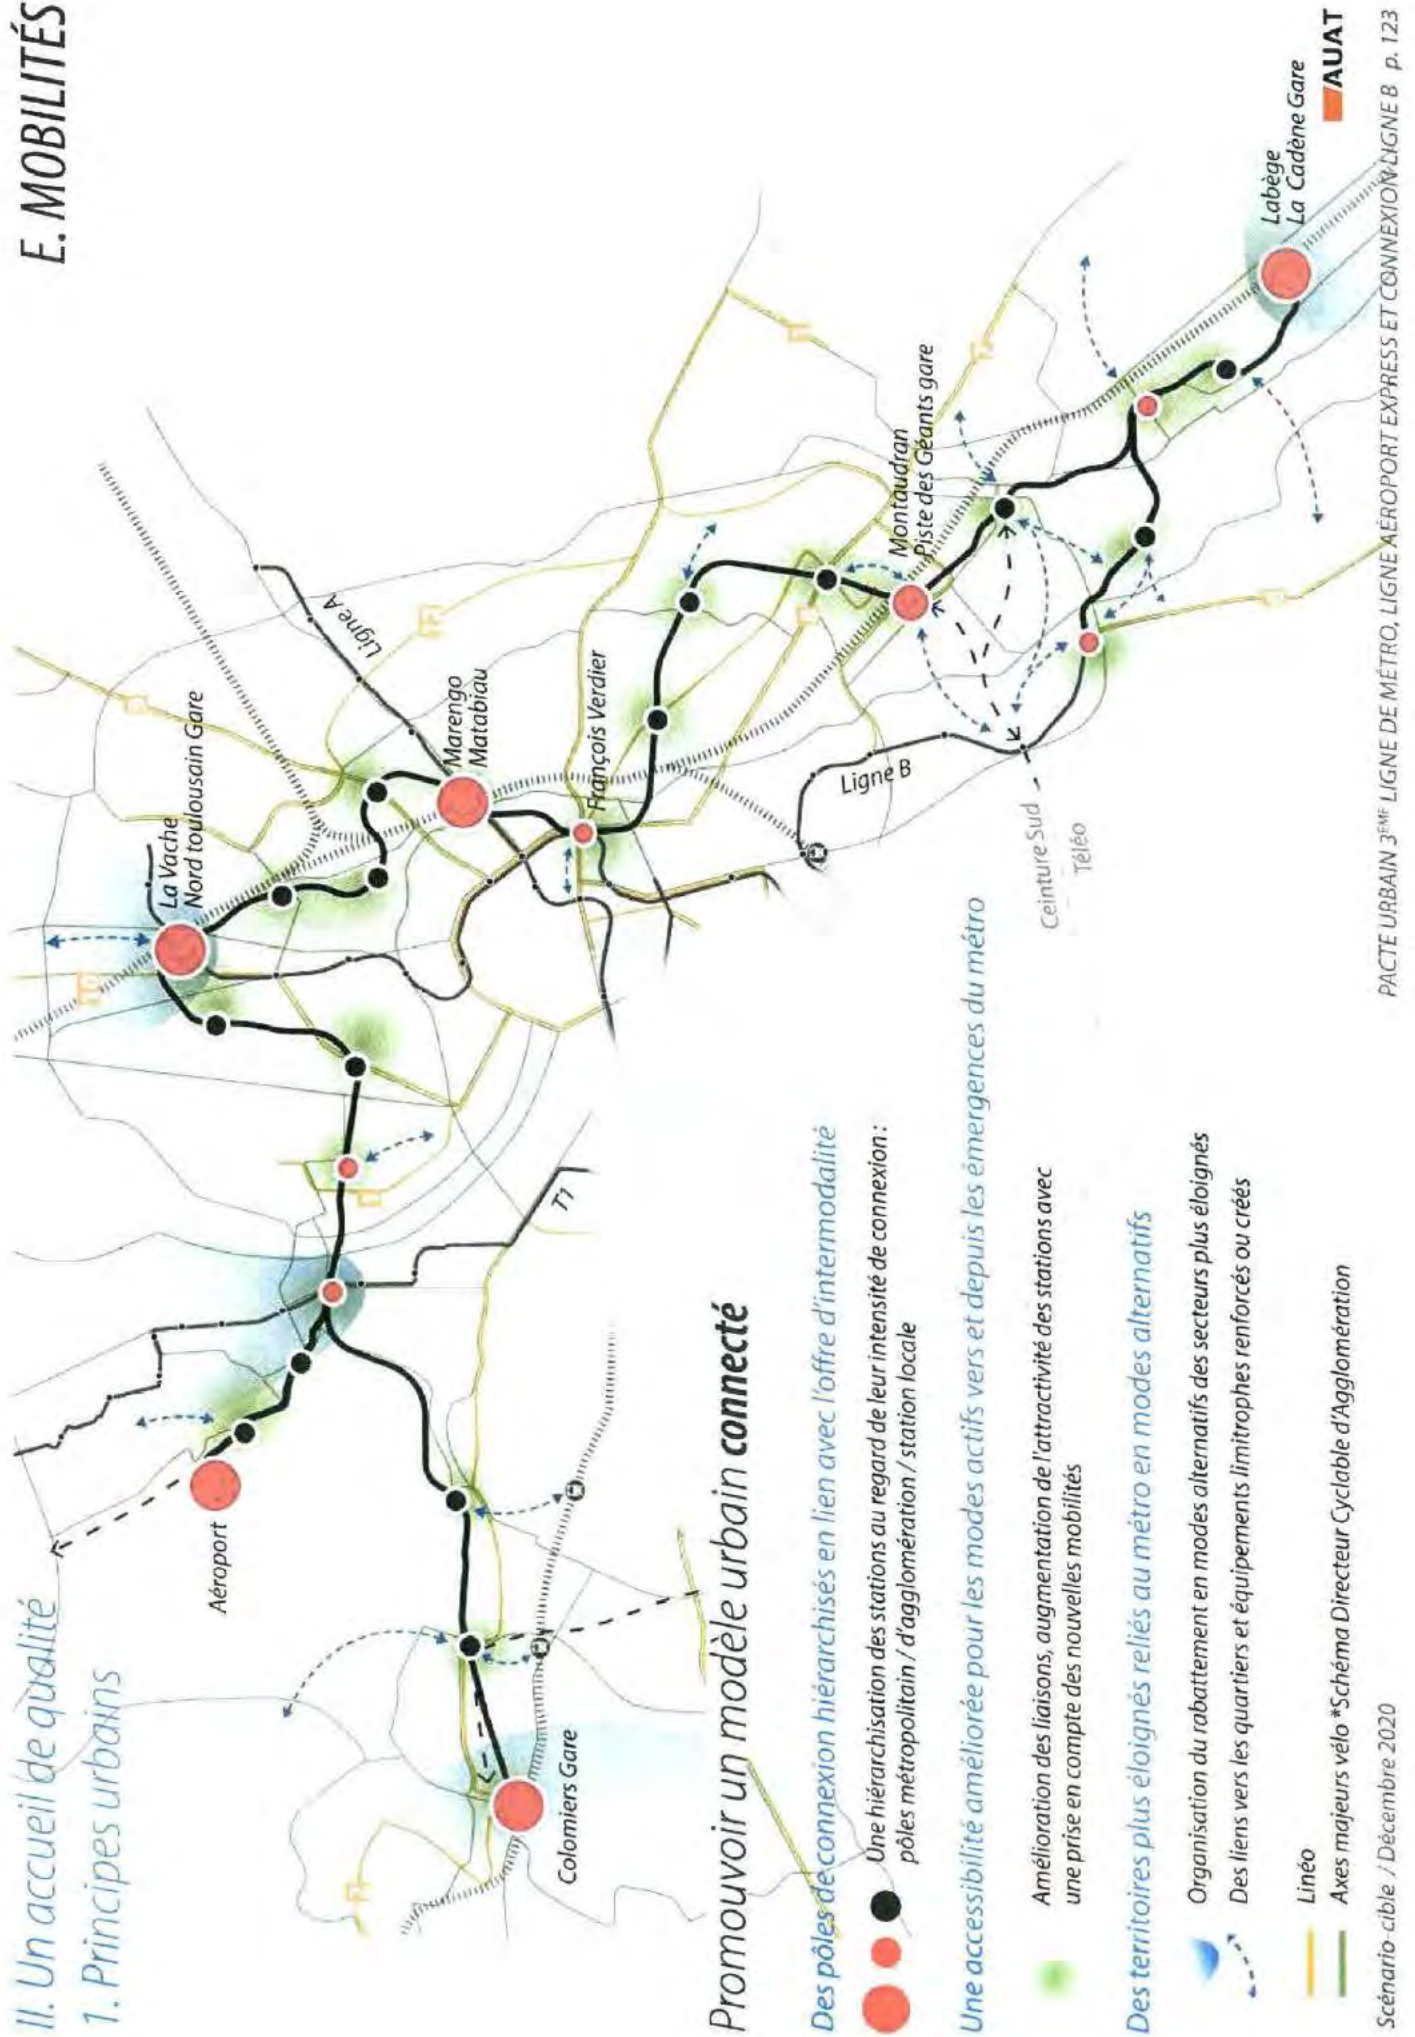 II. Un accueil de qualité
1. Principes urbains
E. MOBILITÉS
Aéroport
La Vache
Nord toulousain Gare
Ligne A
Marengo
Matabiau
François Verdier
Colomiers Gare
T1
Ligne B
Ceinture Sud
Téléo
Montaudran
Piste des Géants gare
Labège
La Cadène Gare
Promouvoir un modèle urbain connecté
Des pôles de connexion hiérarchisés en lien avec l'offre d'intermodalité
Une hiérarchisation des stations au regard de leur intensité de connexion :
pôles métropolitain / d'agglomération / station locale
Une accessibilité améliorée pour les modes actifs vers et depuis les émergences du métro
Amélioration des liaisons, augmentation de l'attractivité des stations avec
une prise en compte des nouvelles mobilités
Des territoires plus éloignés reliés au métro en modes alternatifs
Organisation du rabattement en modes alternatifs des secteurs plus éloignés
Des liens vers les quartiers et équipements limitrophes renforcés ou créés
Linéo
Axes majeurs vélo *Schéma Directeur Cyclable d'Agglomération
Scénario-cible / Décembre 2020
AUAT
PACTE URBAIN 3ÈME LIGNE DE MÉTRO, LIGNE AÉROPORT EXPRESS ET CONNEXION LIGNE B p. 123